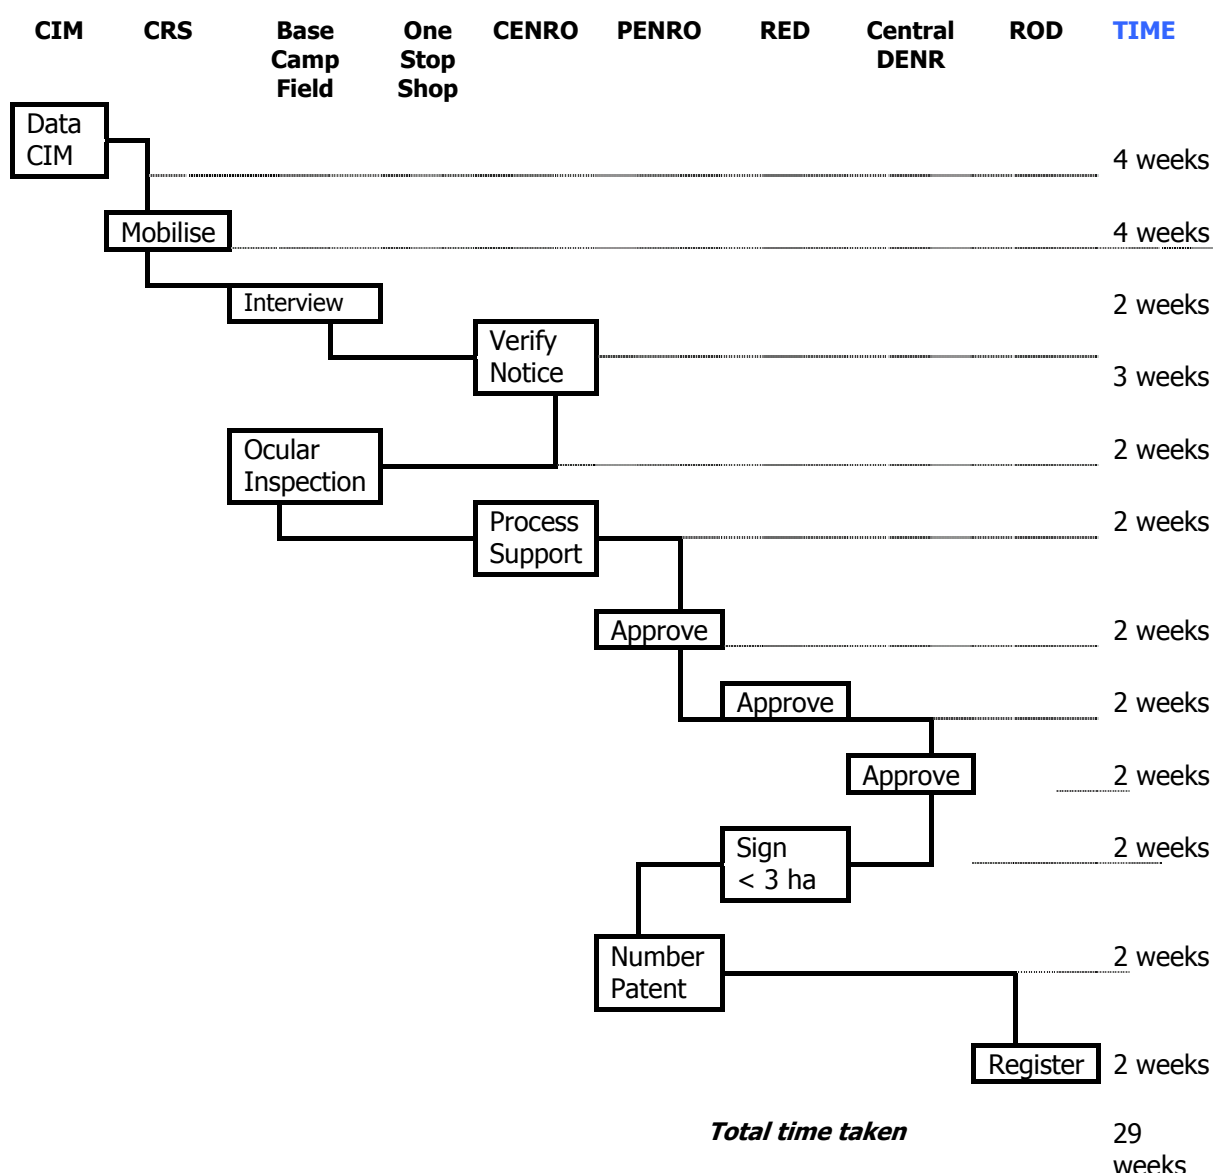 CIM CRS Base Camp Field One Stop Shop CENRO PENRO RED Central DENR ROD TIME
Data
CIM
4 weeks
Mobilise 4 weeks
Interview 2 weeks
Verify
Notice
3 weeks
Ocular
Inspection
2 weeks
Process
Support
2 weeks
Approve 2 weeks
Approve 2 weeks
Approve 2 weeks
Sign
< 3 ha
2 weeks
Number
Patent
2 weeks
Register 2 weeks
Total time taken 29
weeks